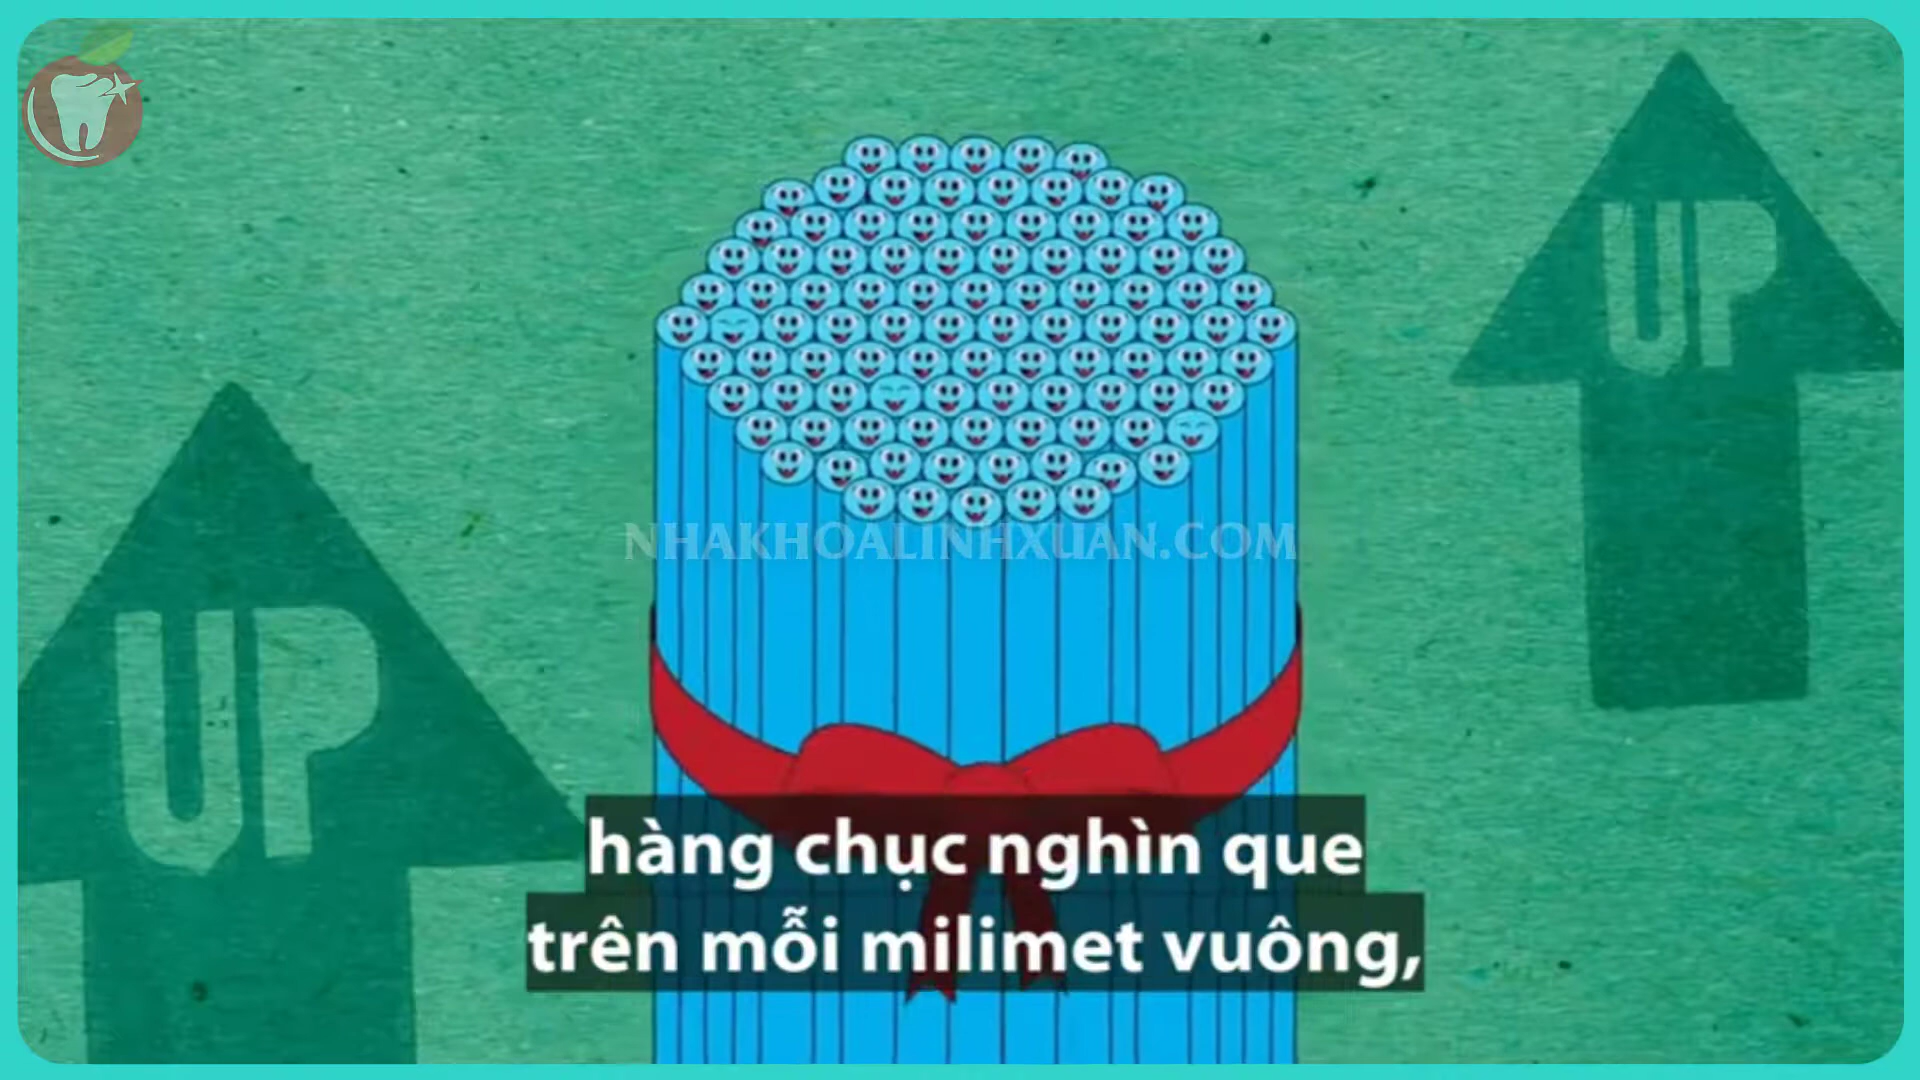 UP
UP
NHAKHOALINHXUAN.COM
hàng chục nghìn que
trên mỗi milimet vuông,